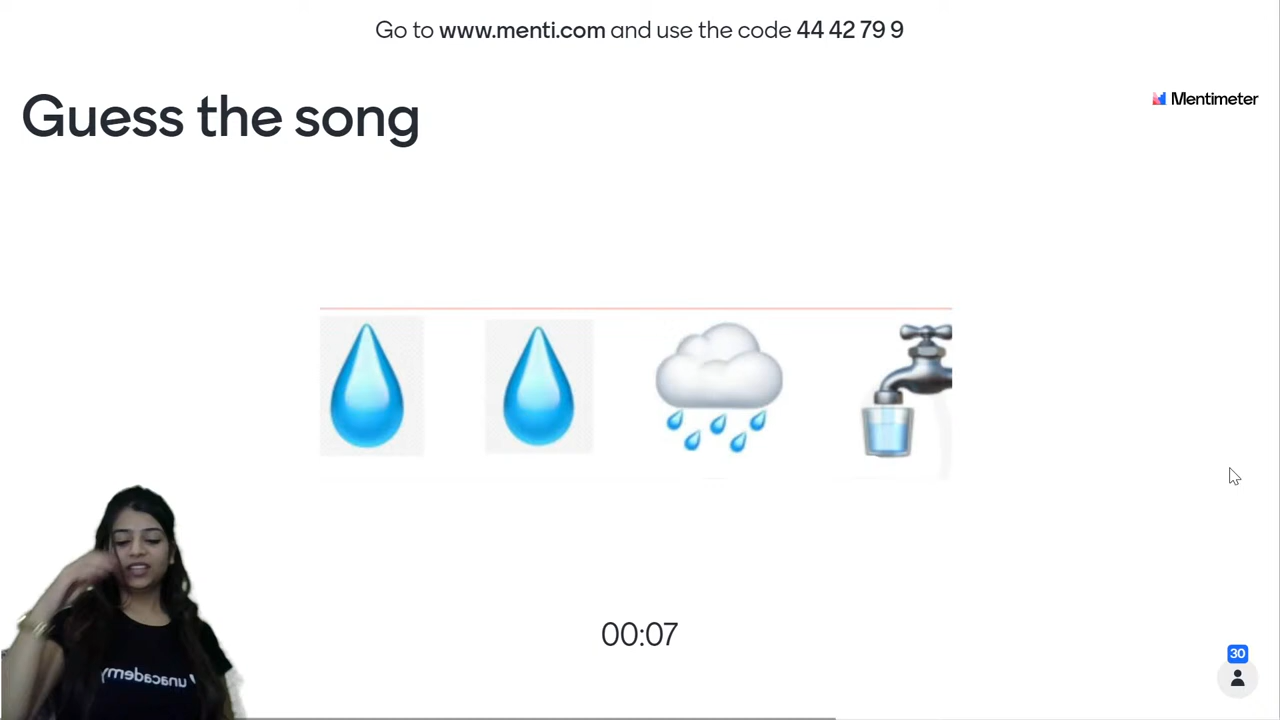 Go to www.menti.com and use the code 44 42 79 9
Mentimeter
Guess the song
00:07
30
unacademy